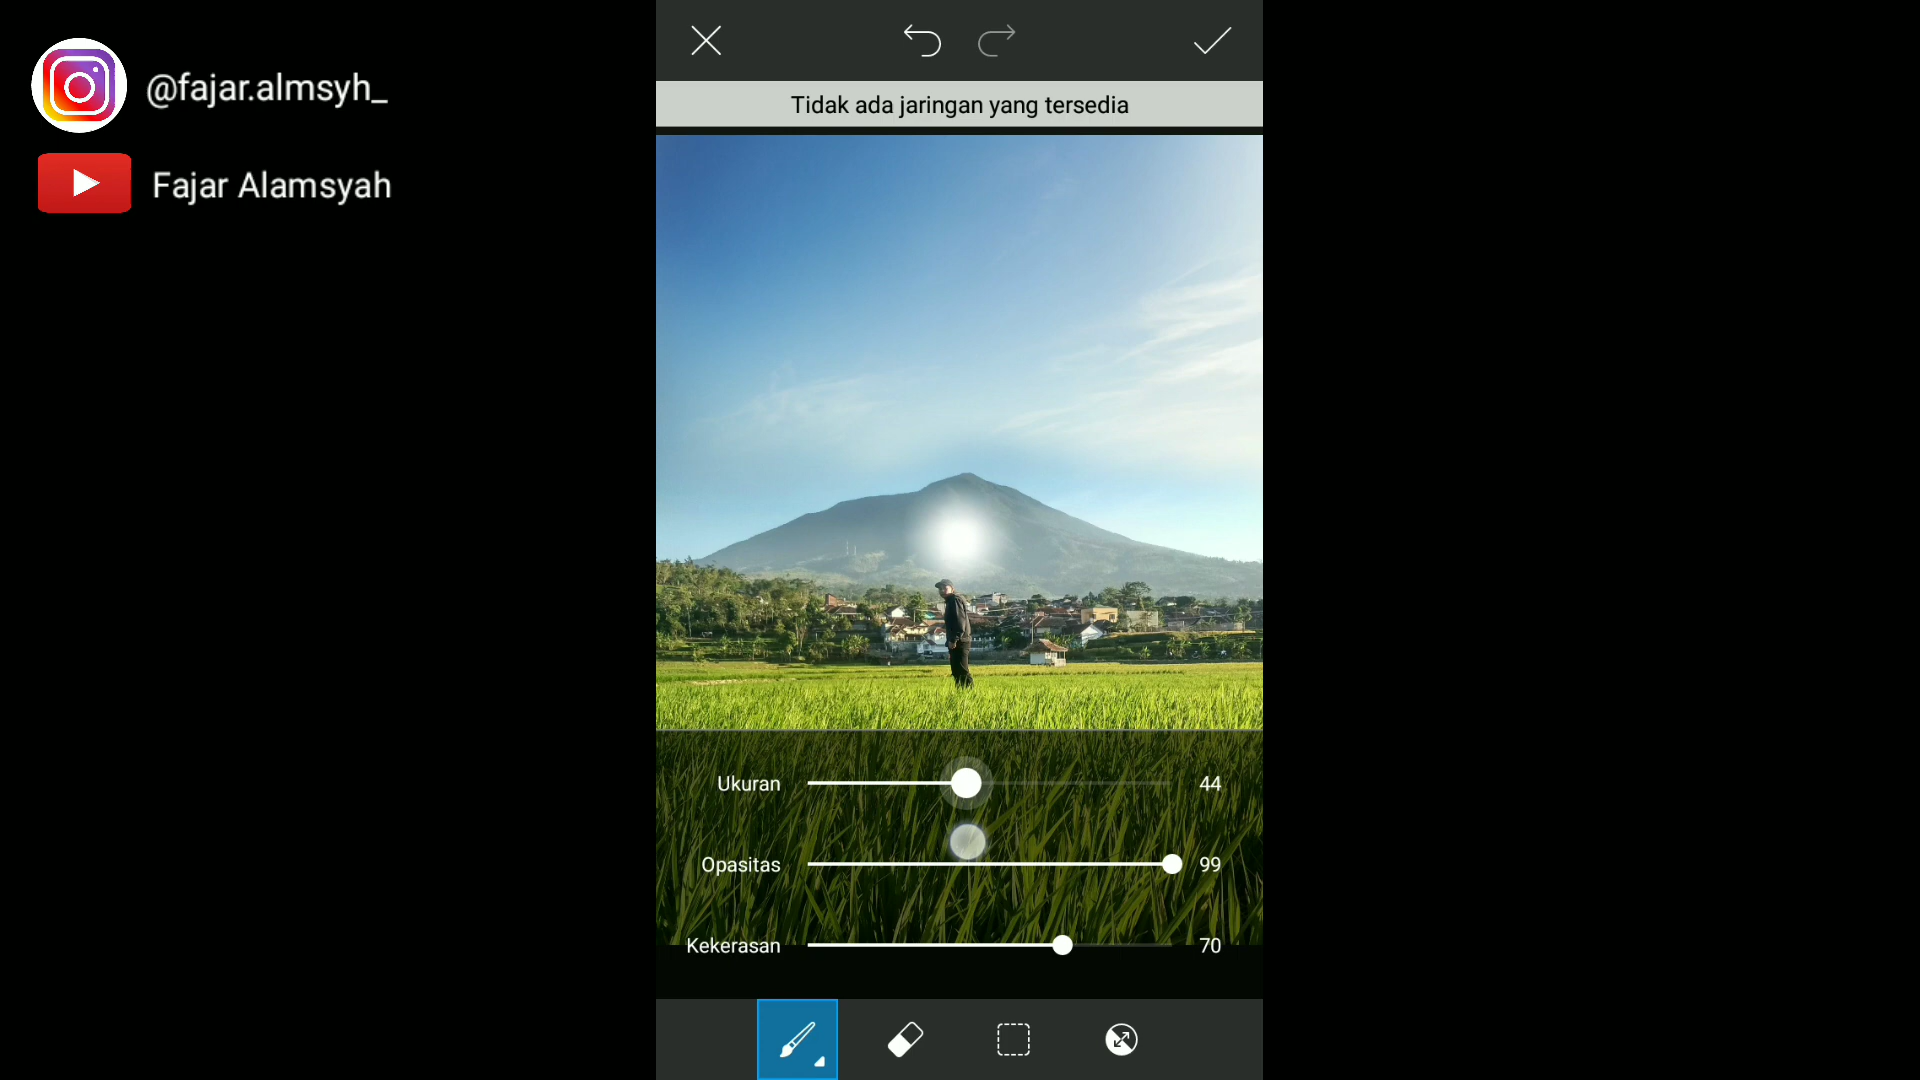 @fajar.almsyh_
Fajar Alamsyah
Tidak ada jaringan yang tersedia
Ukuran 44
Opasitas 99
Kekerasan 70